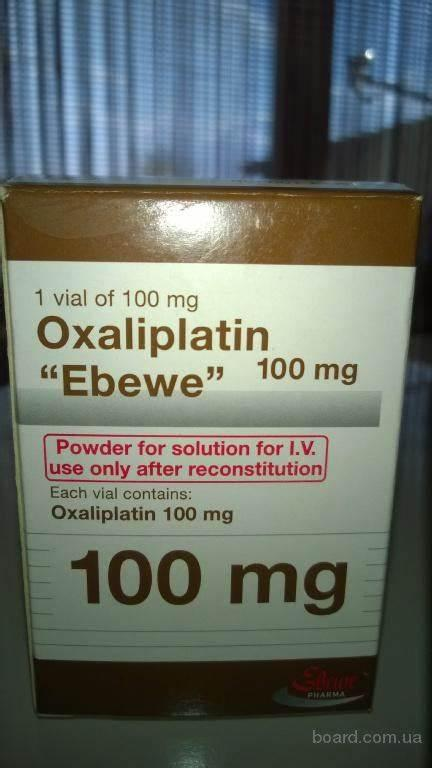 1 vial of 100 mg
Oxaliplatin
“Ebewe” 100 mg
Powder for solution for I.V.
use only after reconstitution
Each vial contains:
Oxaliplatin 100 mg
100 mg
Ebewe
PHARMA
board.com.ua